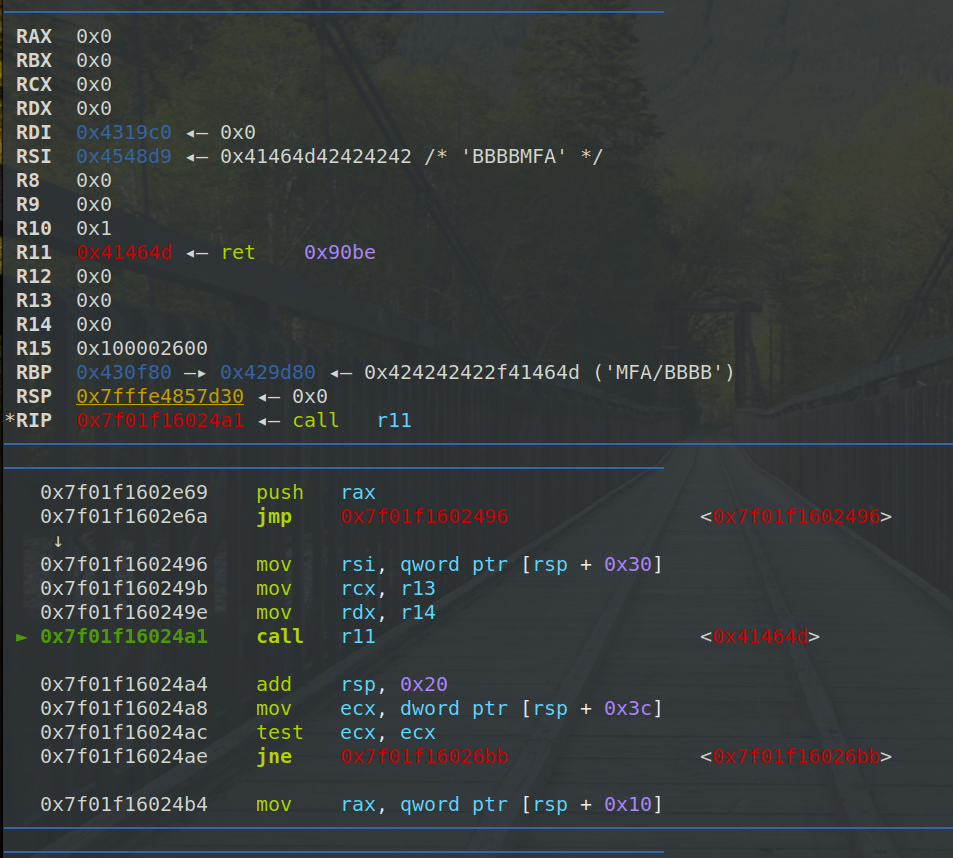 RAX 0x0
RBX 0x0
RCX 0x0
RDX 0x0
RDI 0x4319c0 ◂— 0x0
RSI 0x4548d9 ◂— 0x41464d42424242 /* 'BBBBMFA' */
R8 0x0
R9 0x0
R10 0x1
R11 0x41464d ◂— ret 0x90be
R12 0x0
R13 0x0
R14 0x0
R15 0x100002600
RBP 0x430f80 —▸ 0x429d80 ◂— 0x424242422f41464d ('MFA/BBBB')
RSP 0x7fffe4857d30 ◂— 0x0
*RIP 0x7f01f16024a1 ◂— call r11
0x7f01f1602e69 push rax
0x7f01f1602e6a jmp 0x7f01f1602496 <0x7f01f1602496>
↓
0x7f01f1602496 mov rsi, qword ptr [rsp + 0x30]
0x7f01f160249b mov rcx, r13
0x7f01f160249e mov rdx, r14
► 0x7f01f16024a1 call r11 <0x41464d>
0x7f01f16024a4 add rsp, 0x20
0x7f01f16024a8 mov ecx, dword ptr [rsp + 0x3c]
0x7f01f16024ac test ecx, ecx
0x7f01f16024ae jne 0x7f01f16026bb <0x7f01f16026bb>
0x7f01f16024b4 mov rax, qword ptr [rsp + 0x10]